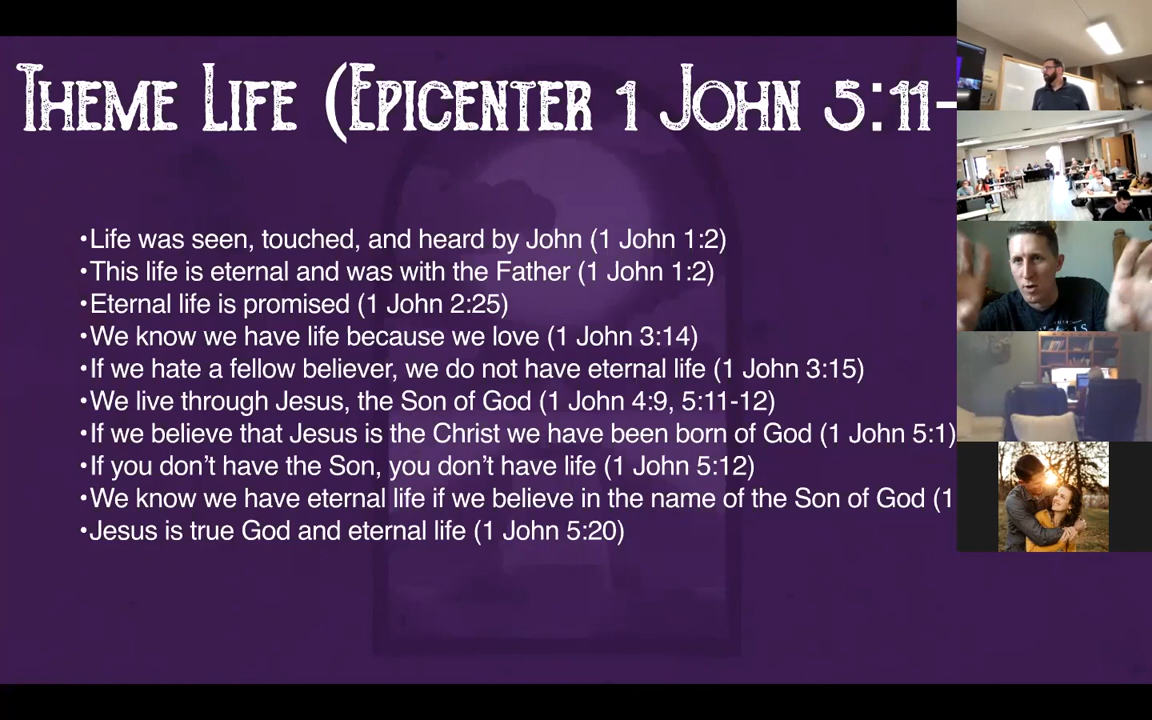 THEME LIFE (EPICENTER 1 JOHN 5:11-
•Life was seen, touched, and heard by John (1 John 1:2)
•This life is eternal and was with the Father (1 John 1:2)
•Eternal life is promised (1 John 2:25)
•We know we have life because we love (1 John 3:14)
•If we hate a fellow believer, we do not have eternal life (1 John 3:15)
•We live through Jesus, the Son of God (1 John 4:9, 5:11-12)
•If we believe that Jesus is the Christ we have been born of God (1 John 5:1)
•If you don’t have the Son, you don’t have life (1 John 5:12)
•We know we have eternal life if we believe in the name of the Son of God (1
•Jesus is true God and eternal life (1 John 5:20)